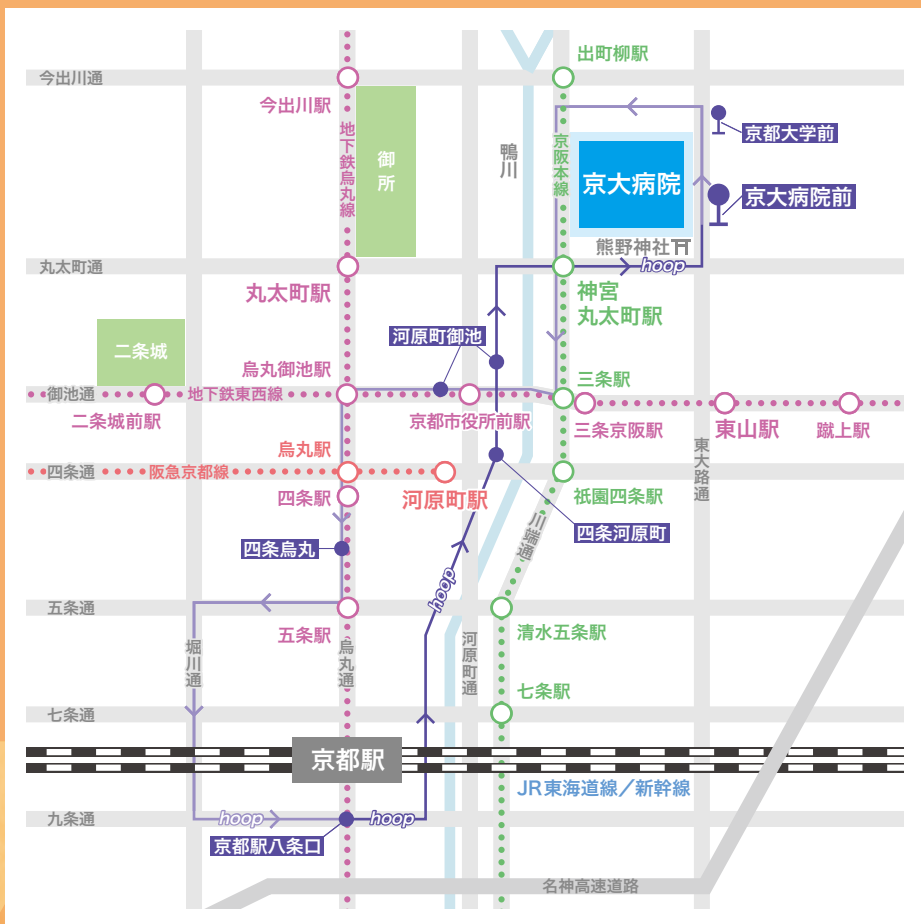 出町柳駅
今出川通
今出川駅
地下鉄烏丸線
御所
鴨川
京阪本線
京都大学前
京大病院
京大病院前
熊野神社
丸太町通
hoop
丸太町駅
神宮
丸太町駅
河原町御池
二条城
烏丸御池駅
三条駅
御池通
地下鉄東西線
二条城前駅
京都市役所前駅
三条京阪駅
東山駅
蹴上駅
烏丸駅
東大路通
四条通
阪急京都線
四条駅
河原町駅
祇園四条駅
川端通
四条河原町
四条烏丸
hoop
五条通
五条駅
清水五条駅
堀川通
烏丸通
河原町通
七条駅
七条通
京都駅
JR東海道線／新幹線
九条通
hoop
hoop
京都駅八条口
名神高速道路